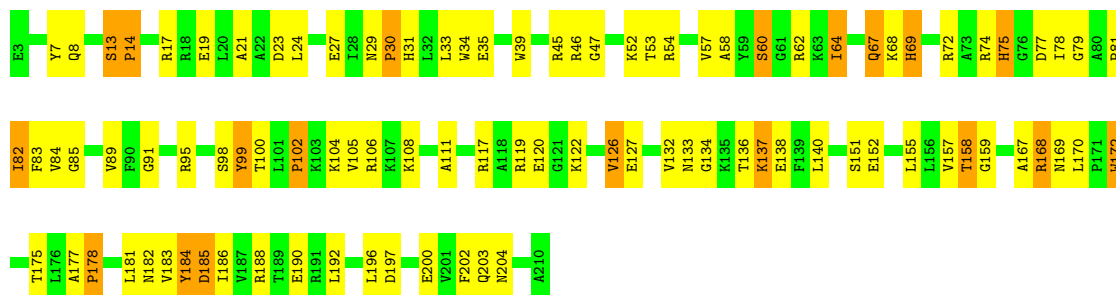 E3 Y7 Q8 S13 P14 R17 R18 E19 L20 A21 A22 D23 L24 E27 I28 N29 P30 H31 L32 L33 W34 E35 W39 R45 R46 G47 K52 T53 R54 V57 A58 Y59 S60 G61 R62 K63 I64 Q67 K68 H69 R72 A73 R74 H75 G76 D77 I78 G79 A80
I82 F83 V84 G85 V89 F90 G91 R95 S98 Y99 T100 L101 P102 K103 K104 V105 R106 K107 K108 A111 R117 A118 R119 E120 G121 K122 V126 E127 V132 N133 G134 K135 T136 K137 E138 F139 L140 S151 E152 L155 L156 V157 T158 G159 A167 R168 N169 L170 P171
T175 L176 A177 P178 L181 N182 V183 Y184 D185 I186 V187 R188 T189 E190 R191 L192 L196 D197 E200 V201 F202 Q203 N204 A210